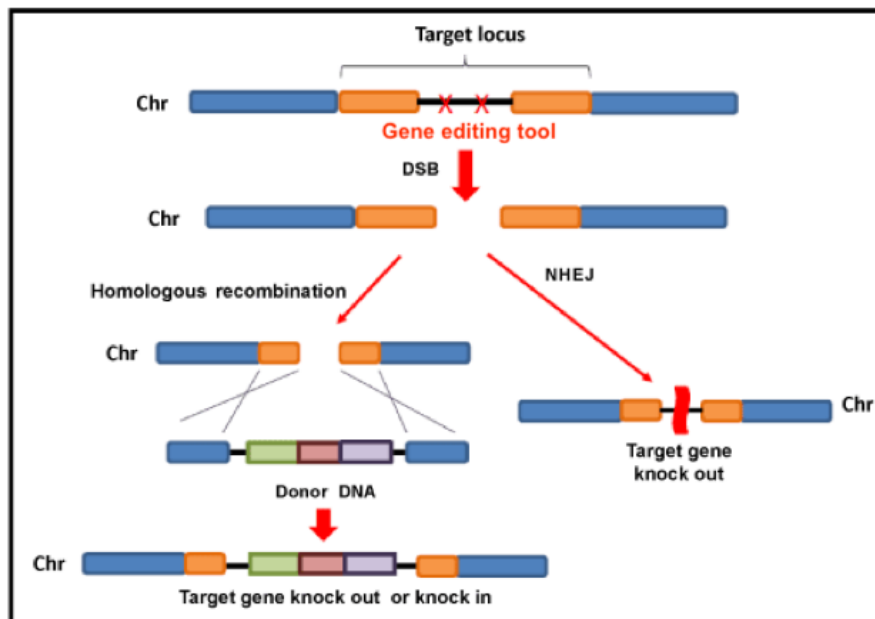 Target locus
Chr
Gene editing tool
DSB
Chr
Homologous recombination
NHEJ
Chr
Chr
Target gene
knock out
Donor DNA
Chr
Target gene knock out or knock in